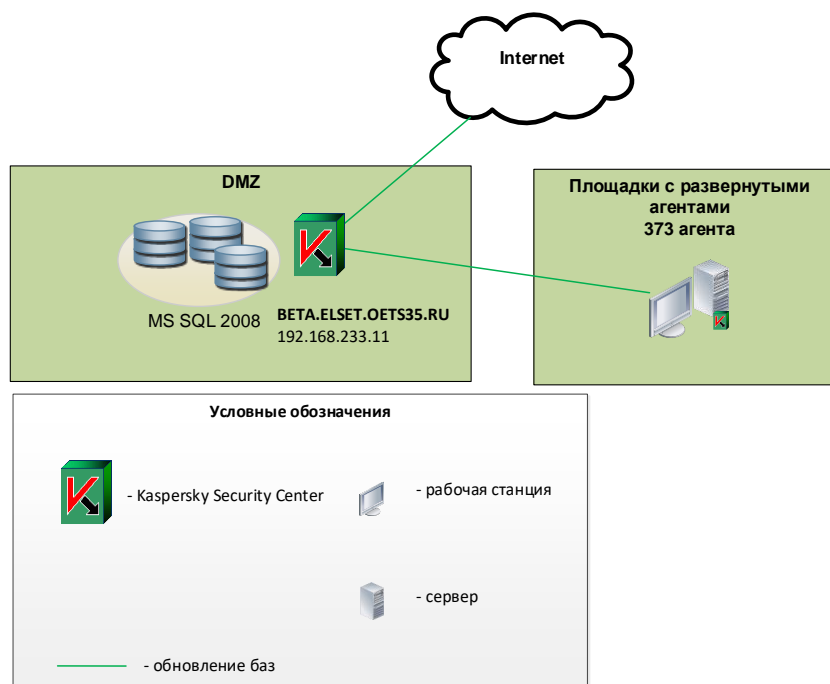 Internet
DMZ
MS SQL 2008
BETA.ELSET.OETS35.RU
192.168.233.11
Площадки с развернутыми
агентами
373 агента
Условные обозначения
- Kaspersky Security Center
- рабочая станция
- сервер
- обновление баз